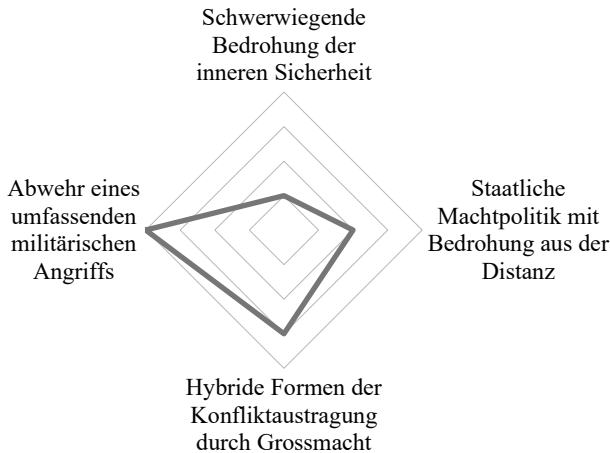 Schwerwiegende
Bedrohung der
inneren Sicherheit
Abwehr eines
umfassenden
militärischen
Angriffs
Staatliche
Machtpolitik mit
Bedrohung aus der
Distanz
Hybride Formen der
Konfliktaustragung
durch Grossmacht